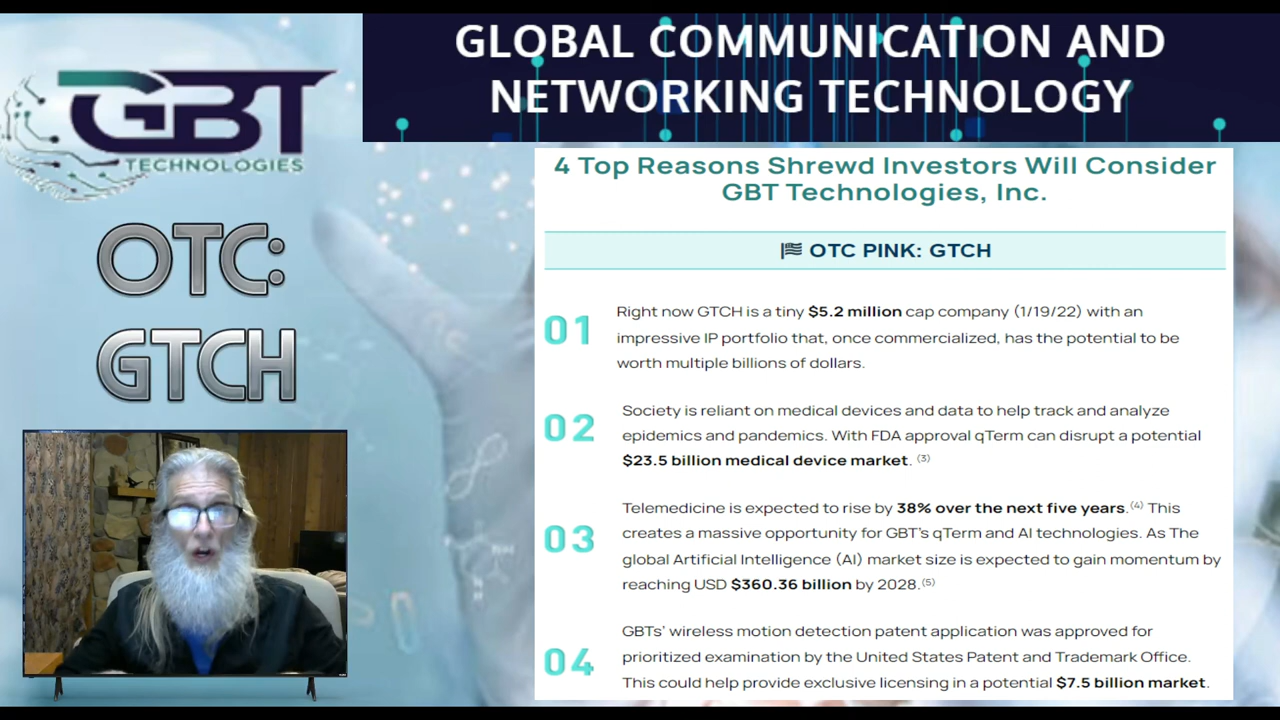 GBT
TECHNOLOGIES
OTC:
GTCH
GLOBAL COMMUNICATION AND
NETWORKING TECHNOLOGY
4 Top Reasons Shrewd Investors Will Consider
GBT Technologies, Inc.
OTC PINK: GTCH
01
Right now GTCH is a tiny $5.2 million cap company (1/19/22) with an
impressive IP portfolio that, once commercialized, has the potential to be
worth multiple billions of dollars.
02
Society is reliant on medical devices and data to help track and analyze
epidemics and pandemics. With FDA approval qTerm can disrupt a potential
$23.5 billion medical device market. (3)
03
Telemedicine is expected to rise by 38% over the next five years.(4) This
creates a massive opportunity for GBT's qTerm and AI technologies. As The
global Artificial Intelligence (AI) market size is expected to gain momentum by
reaching USD $360.36 billion by 2028.(5)
04
GBTs' wireless motion detection patent application was approved for
prioritized examination by the United States Patent and Trademark Office.
This could help provide exclusive licensing in a potential $7.5 billion market.